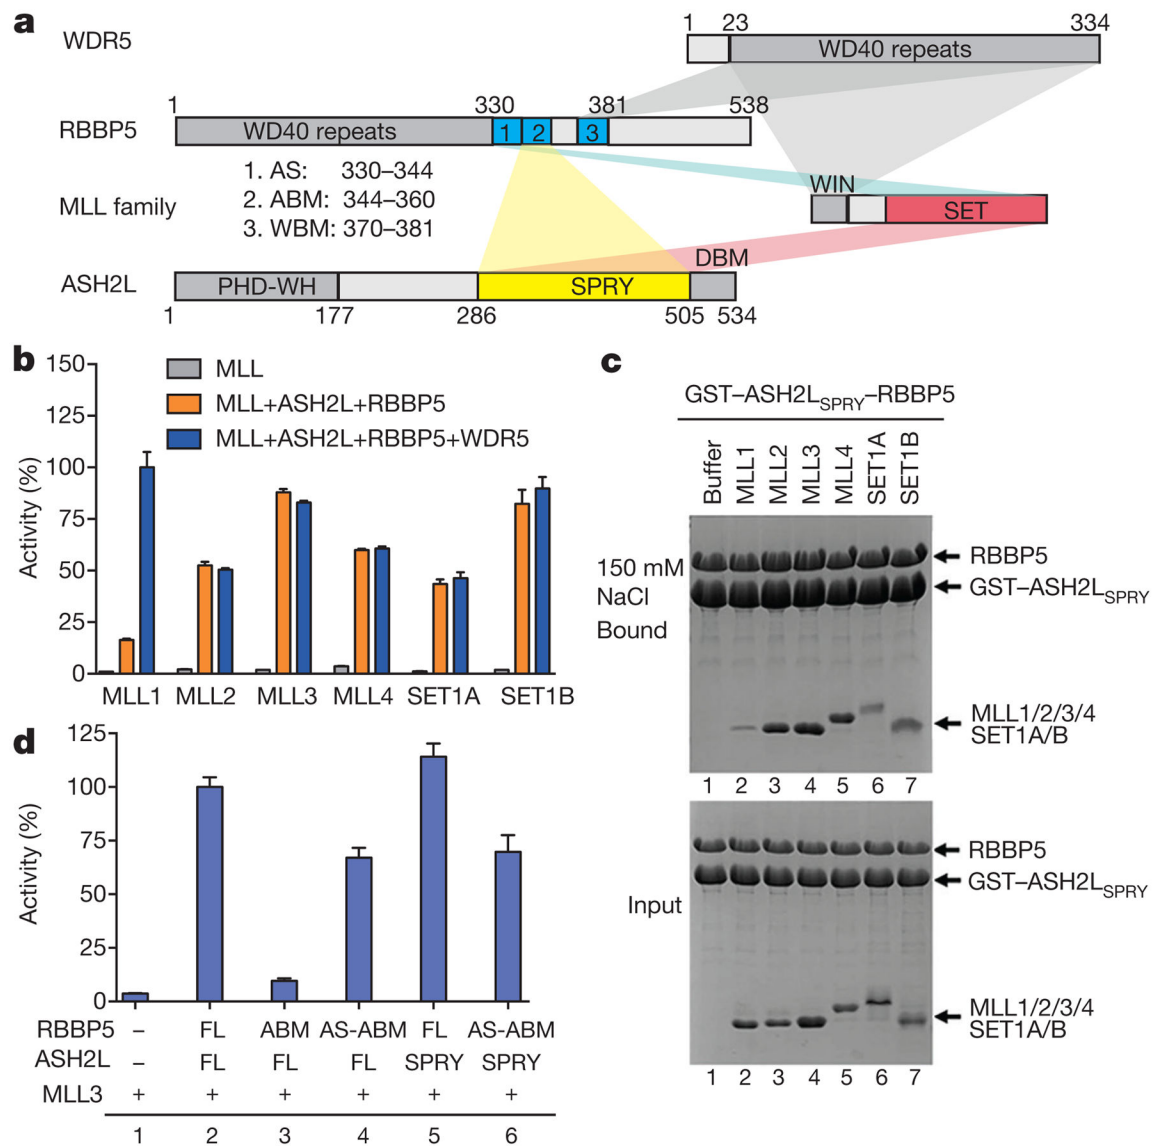 a
WDR5
1 23 334
WD40 repeats
RBBP5
1 330 381 538
WD40 repeats 1 2 3
1. AS: 330–344
2. ABM: 344–360
3. WBM: 370–381
MLL family
WIN
SET
DBM
ASH2L
PHD-WH SPRY
1 177 286 505 534
b
Activity (%)
150
125
100
75
50
25
0
MLL
MLL+ASH2L+RBBP5
MLL+ASH2L+RBBP5+WDR5
MLL1 MLL2 MLL3 MLL4 SET1A SET1B
c
GST–ASH2LSPRY–RBBP5
Buffer MLL1 MLL2 MLL3 MLL4 SET1A SET1B
150 mM
NaCl
Bound
RBBP5
GST–ASH2LSPRY
MLL1/2/3/4
SET1A/B
1 2 3 4 5 6 7
Input
RBBP5
GST–ASH2LSPRY
MLL1/2/3/4
SET1A/B
1 2 3 4 5 6 7
d
Activity (%)
125
100
75
50
25
0
RBBP5 – FL ABM AS-ABM FL AS-ABM
ASH2L – FL FL FL SPRY SPRY
MLL3 + + + + + +
1 2 3 4 5 6